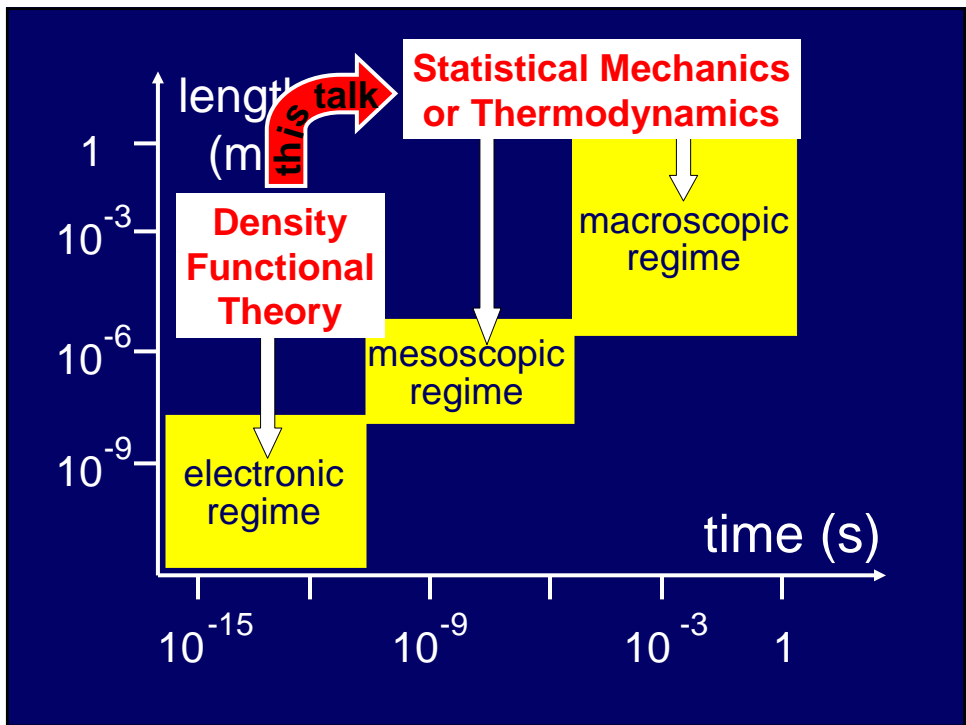 length
(m
this talk
Statistical Mechanics
or Thermodynamics
1
10^-3
10^-6
10^-9
Density
Functional
Theory
macroscopic
regime
mesoscopic
regime
electronic
regime
time (s)
10^-15
10^-9
10^-3
1